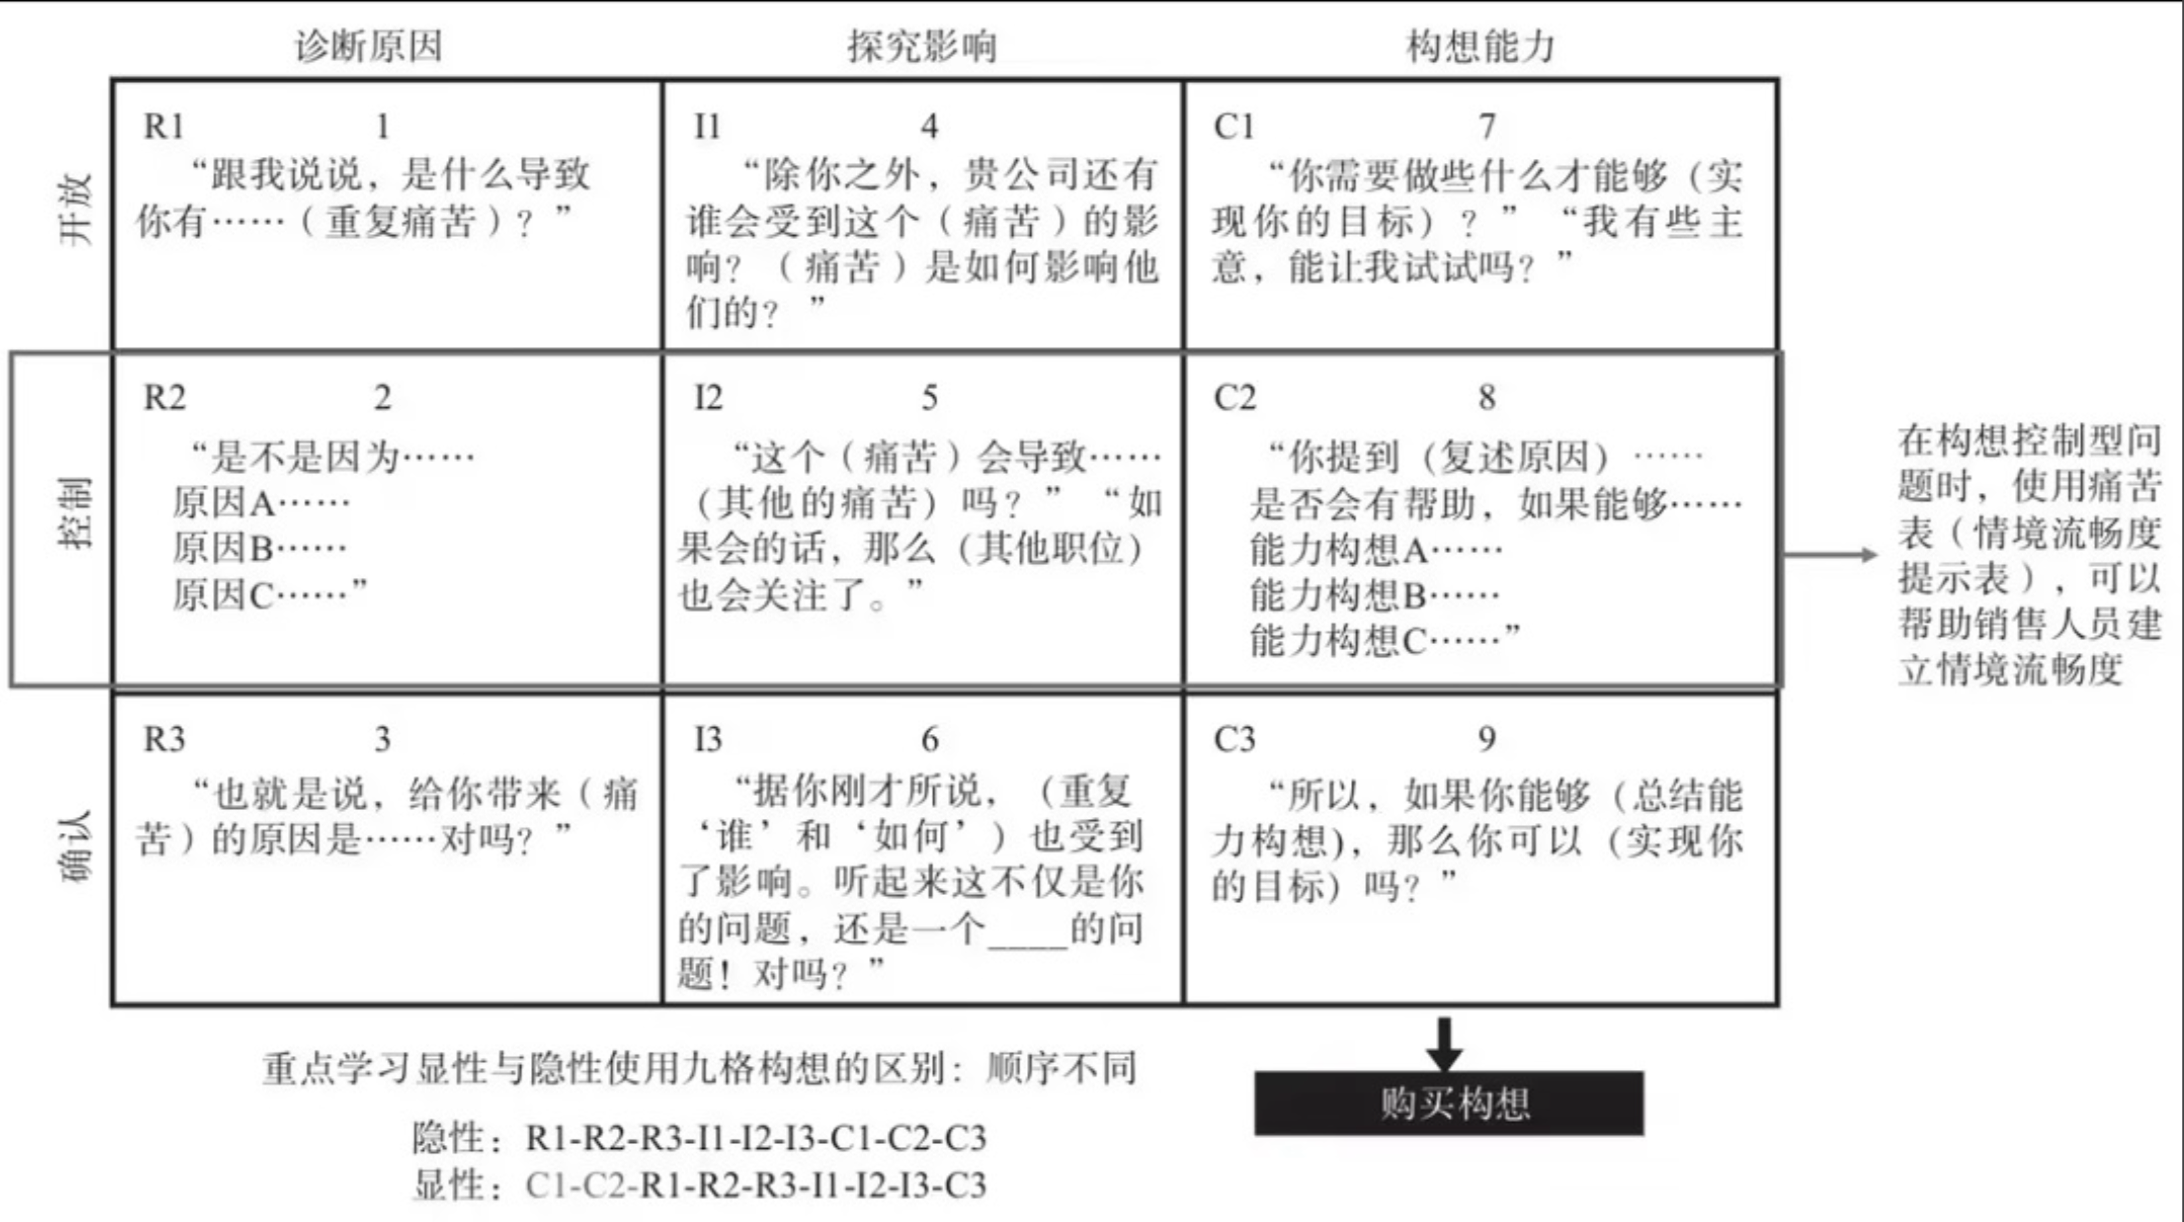 诊断原因
探究影响
构想能力
开放
R1 1
“跟我说说，是什么导致
你有……（重复痛苦）？”
I1 4
“除你之外，贵公司还有
谁会受到这个（痛苦）的影
响？（痛苦）是如何影响他
们的？”
C1 7
“你需要做些什么才能够（实
现你的目标）？”“我有些主
意，能让我试试吗？”
控制
R2 2
“是不是因为……
原因A……
原因B……
原因C……”
I2 5
“这个（痛苦）会导致……
（其他的痛苦）吗？”“如
果会的话，那么（其他职位）
也会关注了。”
C2 8
“你提到（复述原因）……
是否会有帮助，如果能够……
能力构想A……
能力构想B……
能力构想C……”
在构想控制型问
题时，使用痛苦
表（情境流畅度
提示表），可以
帮助销售人员建
立情境流畅度
确认
R3 3
“也就是说，给你带来（痛
苦）的原因是……对吗？”
I3 6
“据你刚才所说，（重复
‘谁’和‘如何’）也受到
了影响。听起来这不仅是你
的问题，还是一个____的问
题！对吗？”
C3 9
“所以，如果你能够（总结能
力构想），那么你可以（实现你
的目标）吗？”
重点学习显性与隐性使用九格构想的区别：顺序不同
隐性：R1-R2-R3-I1-I2-I3-C1-C2-C3
显性：C1-C2-R1-R2-R3-I1-I2-I3-C3
购买构想